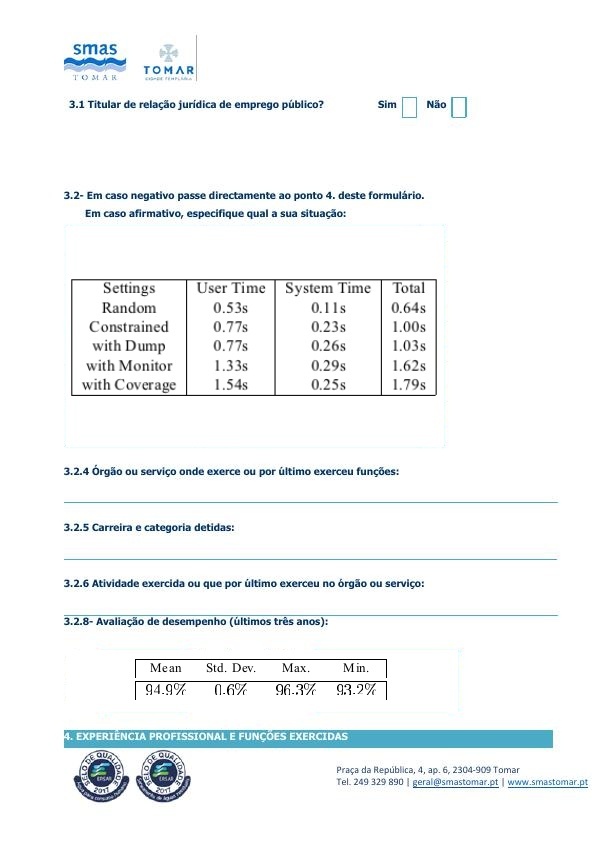 smas
TOMAR
TOMAR
CIDADE TEMPLÁRIA
3.1 Titular de relação jurídica de emprego público? Sim Não
3.2- Em caso negativo passe directamente ao ponto 4. deste formulário.
Em caso afirmativo, especifique qual a sua situação:
Settings User Time System Time Total
Random 0.53s 0.11s 0.64s
Constrained 0.77s 0.23s 1.00s
with Dump 0.77s 0.26s 1.03s
with Monitor 1.33s 0.29s 1.62s
with Coverage 1.54s 0.25s 1.79s
3.2.4 Órgão ou serviço onde exerce ou por último exerceu funções:
3.2.5 Carreira e categoria detidas:
3.2.6 Atividade exercida ou que por último exerceu no órgão ou serviço:
3.2.8- Avaliação de desempenho (últimos três anos):
Mean Std. Dev. Max. Min.
94.9% 0.6% 96.3% 93.2%
4. EXPERIÊNCIA PROFISSIONAL E FUNÇÕES EXERCIDAS
SELO DE QUALIDADE
ERSAR
2017
SELO DE QUALIDADE
ERSAR
2017
Praça da República, 4, ap. 6, 2304-909 Tomar
Tel. 249 329 890 | geral@smastomar.pt | www.smastomar.pt